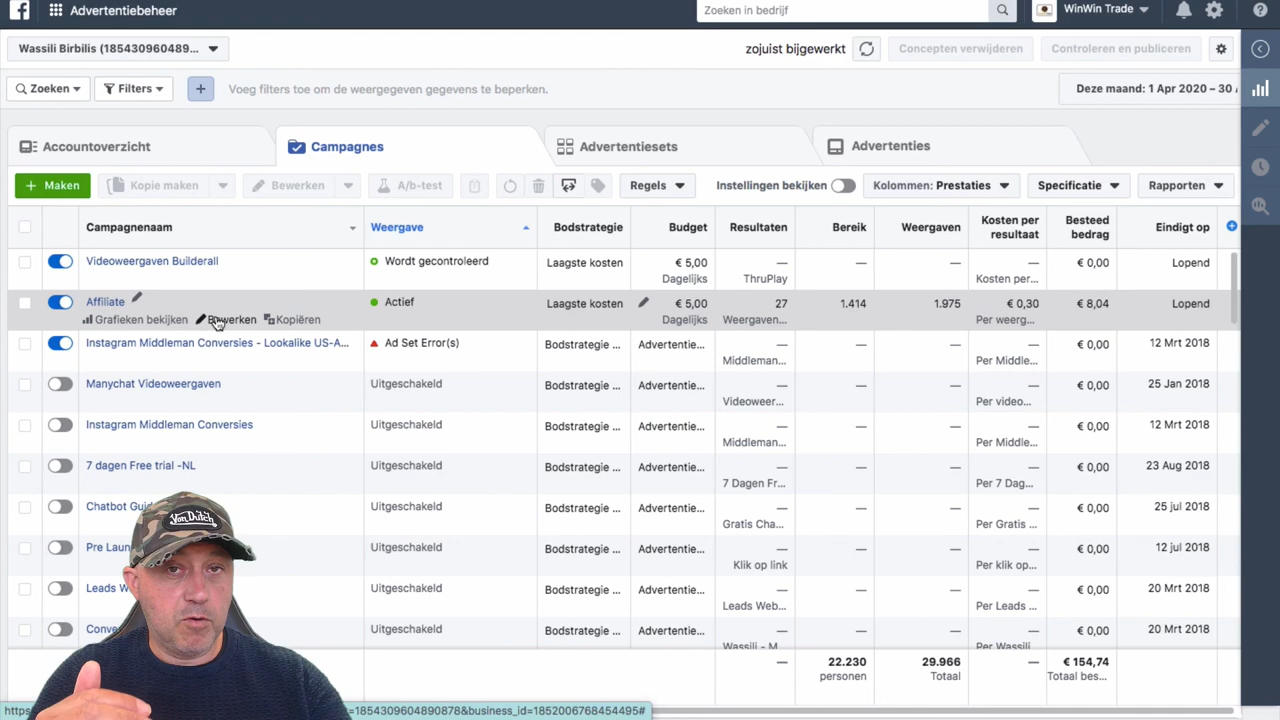 Advertentiebeheer
Zoeken in bedrijf
WinWin Trade
Wassili Birbilis (185430960489...
zojuist bijgewerkt
Concepten verwijderen
Controleren en publiceren
Zoeken
Filters
Voeg filters toe om de weergegeven gegevens te beperken.
Deze maand: 1 Apr 2020 – 30
Accountoverzicht
Campagnes
Advertentiesets
Advertenties
+ Maken
Kopie maken
Bewerken
A/b-test
Regels
Instellingen bekijken
Kolommen: Prestaties
Specificatie
Rapporten
Campagnenaam
Weergave
Bodstrategie
Budget
Resultaten
Bereik
Weergaven
Kosten per resultaat
Besteed bedrag
Eindigt op
Videoweergaven Builderall
Wordt gecontroleerd
Laagste kosten
€ 5,00
Dagelijks
—
ThruPlay
—
—
—
Kosten per...
€ 0,00
Lopend
Affiliate
Grafieken bekijken
Bewerken
Kopiëren
Actief
Laagste kosten
€ 5,00
Dagelijks
27
Weergaven...
1.414
1.975
€ 0,30
Per weerg...
€ 8,04
Lopend
Instagram Middleman Conversies - Lookalike US-A...
Ad Set Error(s)
Bodstrategie ...
Advertentie...
—
Middleman...
—
—
—
Per Middle...
€ 0,00
12 Mrt 2018
Manychat Videoweergaven
Uitgeschakeld
Bodstrategie ...
Advertentie...
—
Videoweer...
—
—
—
Per video...
€ 0,00
25 Jan 2018
Instagram Middleman Conversies
Uitgeschakeld
Bodstrategie ...
Advertentie...
—
Middleman...
—
—
—
Per Middle...
€ 0,00
12 Mrt 2018
7 dagen Free trial -NL
Uitgeschakeld
Bodstrategie ...
Advertentie...
—
7 Dagen Fr...
—
—
—
Per 7 Dag...
€ 0,00
23 Aug 2018
Chatbot
Uitgeschakeld
Bodstrategie ...
Advertentie...
—
Gratis Cha...
—
—
—
Per Gratis ...
€ 0,00
25 jul 2018
Pre
Uitgeschakeld
Bodstrategie ...
Advertentie...
—
Klik op link
—
—
—
Per klik op...
€ 0,00
12 jul 2018
Leads
Uitgeschakeld
Bodstrategie ...
Advertentie...
—
Leads Web...
—
—
—
Per Leads ...
€ 0,00
20 Mrt 2018
Uitgeschakeld
Bodstrategie ...
Advertentie...
—
Wassili - M...
—
—
—
Per Wassili
€ 0,00
20 Mrt 2018
—
22.230
personen
29.966
Totaal
—
€ 154,74
Totaal bes...
Von Dutch
=1854309604890878&business_id=1852006768454495#